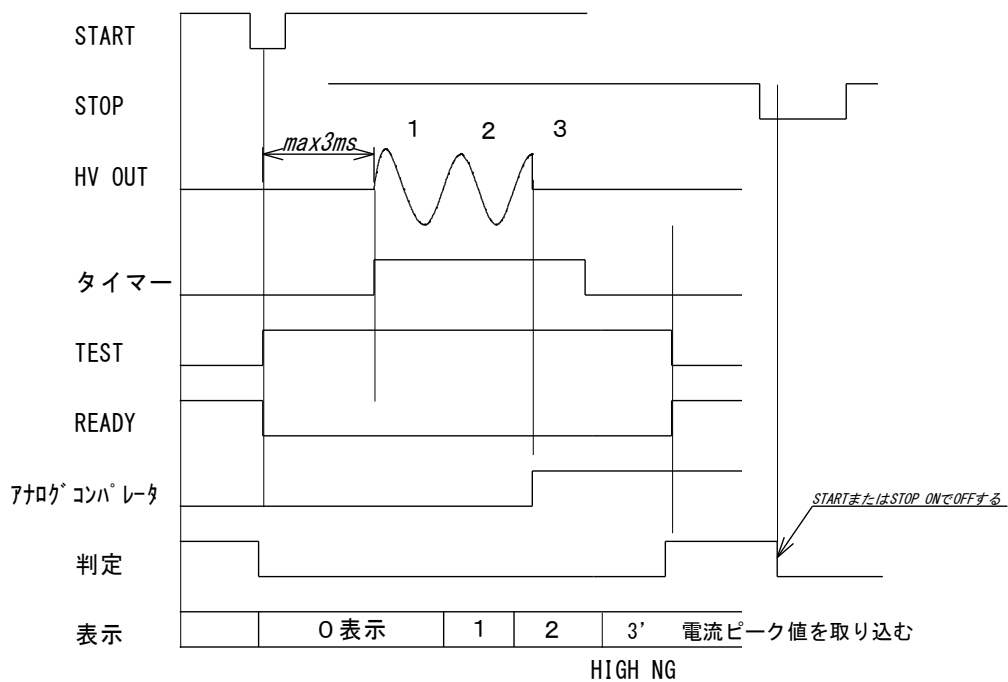 START
STOP
1 2 3
max3ms
HV OUT
タイマー
TEST
READY
ｱﾅﾛｸﾞｺﾝﾊﾟﾚｰﾀ
STARTまたはSTOP ONでOFFする
判定
表示 0表示 1 2 3' 電流ピーク値を取り込む
HIGH NG